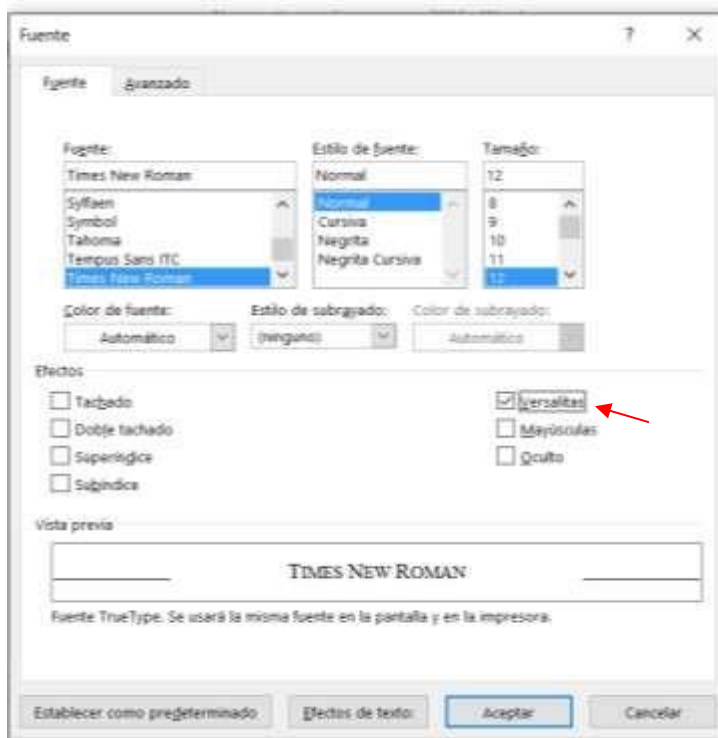 Fuente ? ×
Fuente Avanzado
Fuente: Estilo de fuente: Tamaño:
Times New Roman Normal 12
Sylfaen Normal 8
Symbol Cursiva 9
Tahoma Negrita 10
Tempus Sans ITC Negrita Cursiva 11
Times New Roman 12
Color de fuente: Estilo de subrayado: Color de subrayado:
Automático (ninguno) Automático
Efectos
Tachado Versalitas
Doble tachado Mayúsculas
Superíndice Oculto
Subíndice
Vista previa
TIMES NEW ROMAN
Fuente TrueType. Se usará la misma fuente en la pantalla y en la impresora.
Establecer como predeterminado Efectos de texto: Aceptar Cancelar